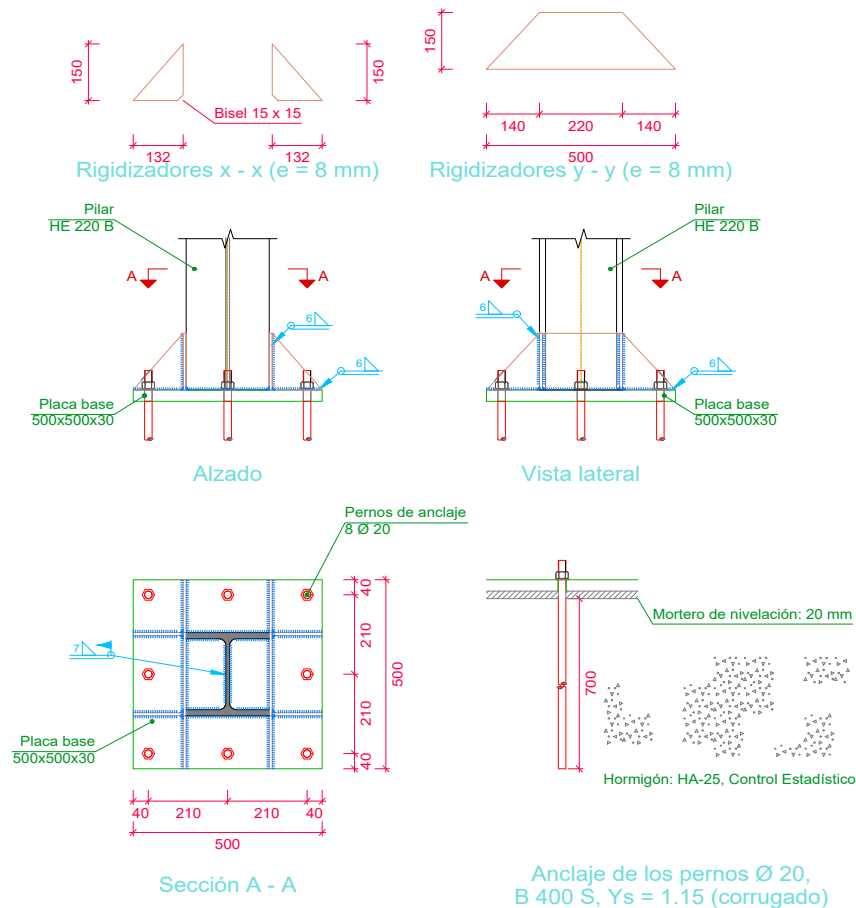 150
150
Bisel 15 x 15
132
132
Rigidizadores x - x (e = 8 mm)
150
140
220
140
500
Rigidizadores y - y (e = 8 mm)
Pilar
HE 220 B
A
A
6
6
Placa base
500x500x30
Alzado
Pilar
HE 220 B
A
A
6
6
Placa base
500x500x30
Vista lateral
Pernos de anclaje
8 Ø 20
7
40
210
210
40
500
Placa base
500x500x30
40
210
210
40
500
Sección A - A
Mortero de nivelación: 20 mm
700
Hormigón: HA-25, Control Estadístico
Anclaje de los pernos Ø 20,
B 400 S, Ys = 1.15 (corrugado)